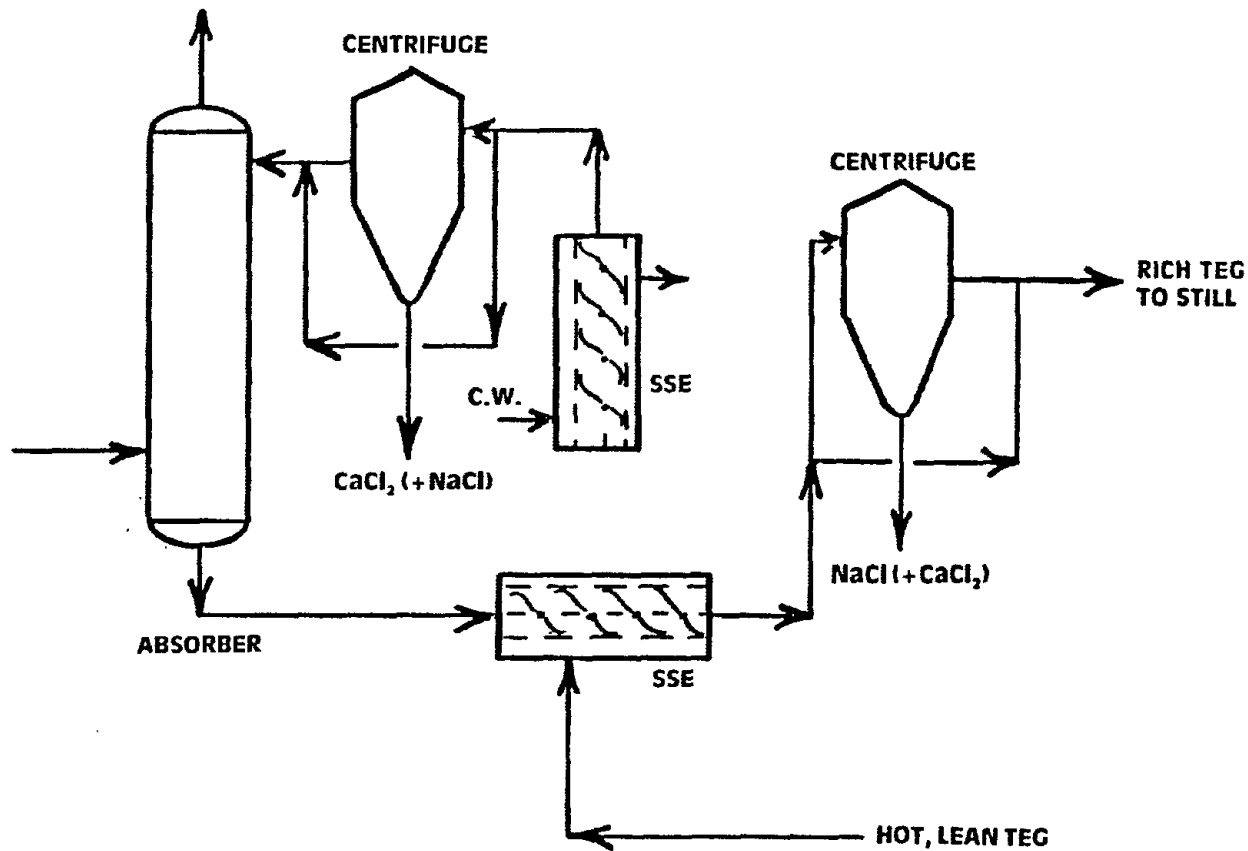 CENTRIFUGE
CENTRIFUGE
RICH TEG
TO STILL
SSE
C.W.
CaCl₂ (+NaCl)
NaCl (+CaCl₂)
ABSORBER
SSE
HOT, LEAN TEG